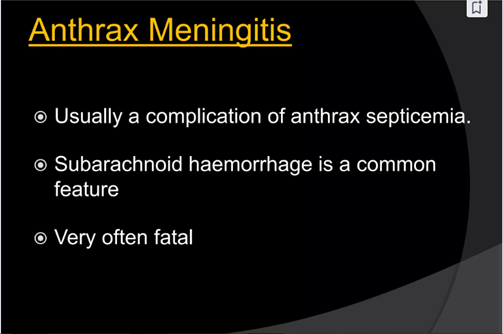 Anthrax Meningitis
Usually a complication of anthrax septicemia.
Subarachnoid haemorrhage is a common
feature
Very often fatal